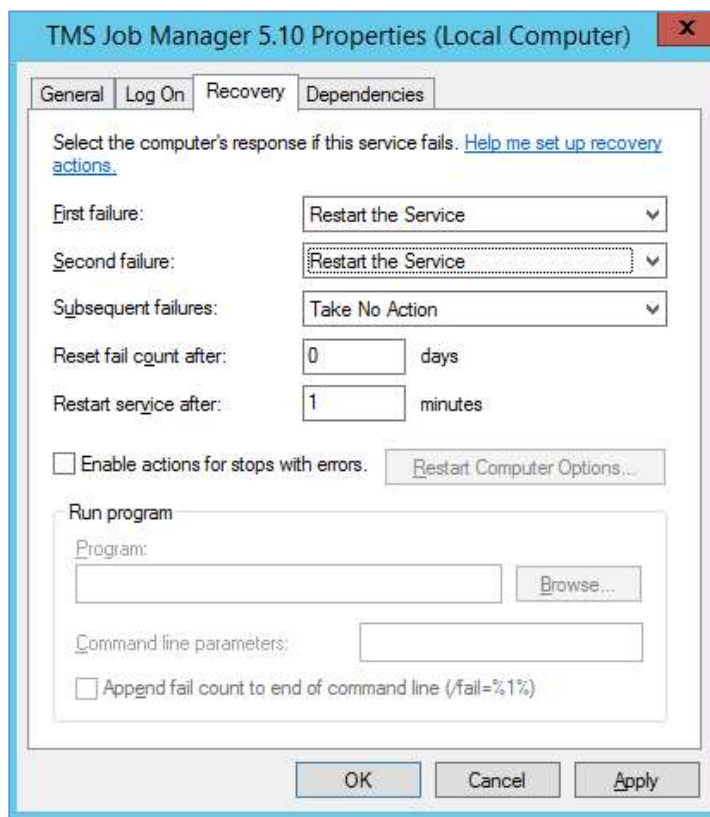 TMS Job Manager 5.10 Properties (Local Computer)
x
General Log On Recovery Dependencies
Select the computer's response if this service fails. Help me set up recovery
actions.
First failure: Restart the Service
Second failure: Restart the Service
Subsequent failures: Take No Action
Reset fail count after: 0 days
Restart service after: 1 minutes
Enable actions for stops with errors. Restart Computer Options...
Run program
Program:
Browse...
Command line parameters:
Append fail count to end of command line (/fail=%1%)
OK Cancel Apply